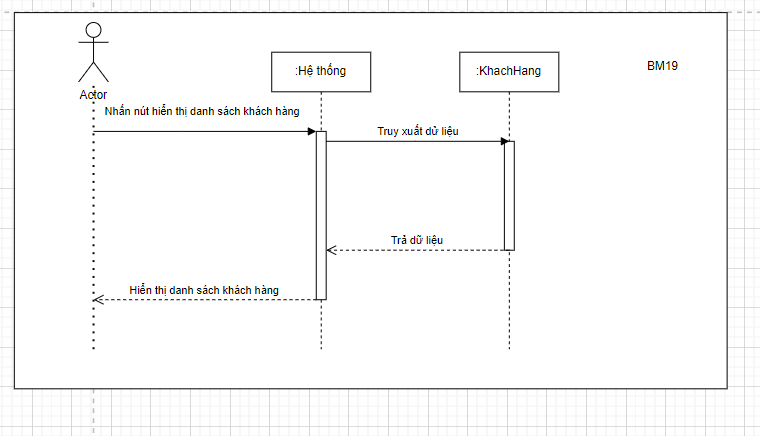 :Hệ thống
:KhachHang
BM19
Actor
Nhấn nút hiển thị danh sách khách hàng
Truy xuất dử liệu
Trả dữ liệu
Hiển thị danh sách khách hàng